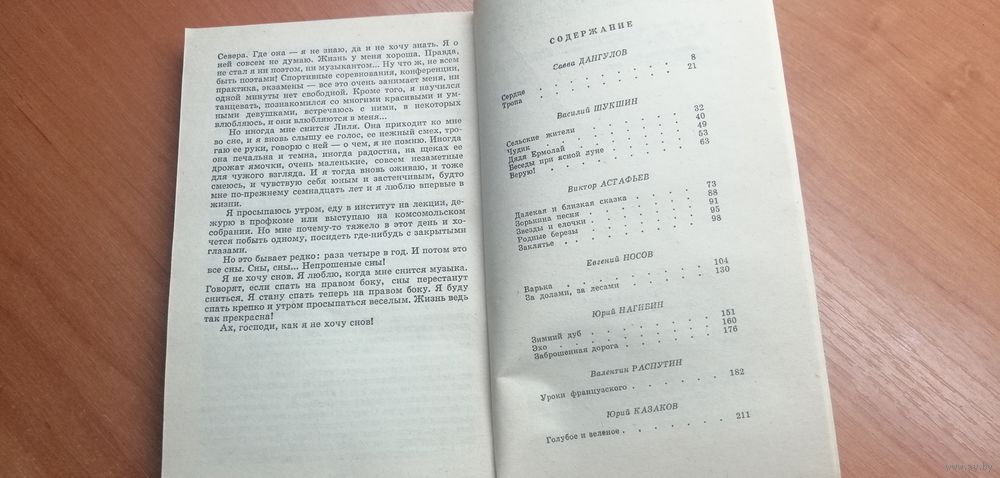 Севера. Где она — я не знаю, да и не хочу знать. Я о
ней совсем не думаю. Жизнь у меня хороша. Правда,
не стал я ни поэтом, ни музыкантом... Ну что ж, не всем
быть поэтами! Спортивные соревнования, конференции,
практика, экзамены — все это очень занимает меня, ни
одной минуты нет свободной. Кроме того, я научился
танцевать, познакомился со многими красивыми и ум-
ными девушками, встречаюсь с ними, в некоторых
влюбляюсь, и они влюбляются в меня...
Но иногда мне снится Лиля. Она приходит ко мне
во сне, и я вновь слышу ее голос, ее нежный смех, тро-
гаю ее руки, говорю с ней — о чем, я не помню. Иногда
она печальна и темна, иногда радостна, на щеках ее
дрожат ямочки, очень маленькие, совсем незаметные
для чужого взгляда. И я тогда вновь оживаю, и тоже
смеюсь, и чувствую себя юным и застенчивым, будто
мне по-прежнему семнадцать лет и я люблю впервые в
жизни.
Я просыпаюсь утром, еду в институт на лекции, де-
журю в профкоме или выступаю на комсомольском
собрании. Но мне почему-то тяжело в этот день и хо-
чется побыть одному, посидеть где-нибудь с закрытыми
глазами.
Но это бывает редко: раза четыре в год. И потом это
все сны. Сны, сны... Непрошеные сны!
Я не хочу снов. Я люблю, когда мне снится музыка.
Говорят, если спать на правом боку, сны перестанут
сниться. Я стану спать теперь на правом боку. Я буду
спать крепко и утром просыпаться веселым. Жизнь ведь
так прекрасна!
Ах, господи, как я не хочу снов!
СОДЕРЖАНИЕ
Савва ДАНГУЛОВ
Сердце . . . . . . . 8
Тропа . . . . . . . 21
Василий ШУКШИН
Сельские жители . . . . . 32
Чудик . . . . . . . 40
Дядя Ермолай . . . . . . 49
Беседы при ясной луне . . . . 53
Верую! . . . . . . . 63
Виктор АСТАФЬЕВ
Далекая и близкая сказка . . . 73
Зорькина песня . . . . . 88
Звезды и елочки . . . . . 91
Родные березы . . . . . 95
Заклятье . . . . . . 98
Евгений НОСОВ
Варька . . . . . . . 104
За долами, за лесами . . . . 130
Юрий НАГИБИН
Зимний дуб . . . . . . 151
Эхо . . . . . . . 160
Заброшенная дорога . . . . . 176
Валентин РАСПУТИН
Уроки французского . . . . . 182
Юрий КАЗАКОВ
Голубое и зеленое . . . . . 211
www.ay.by